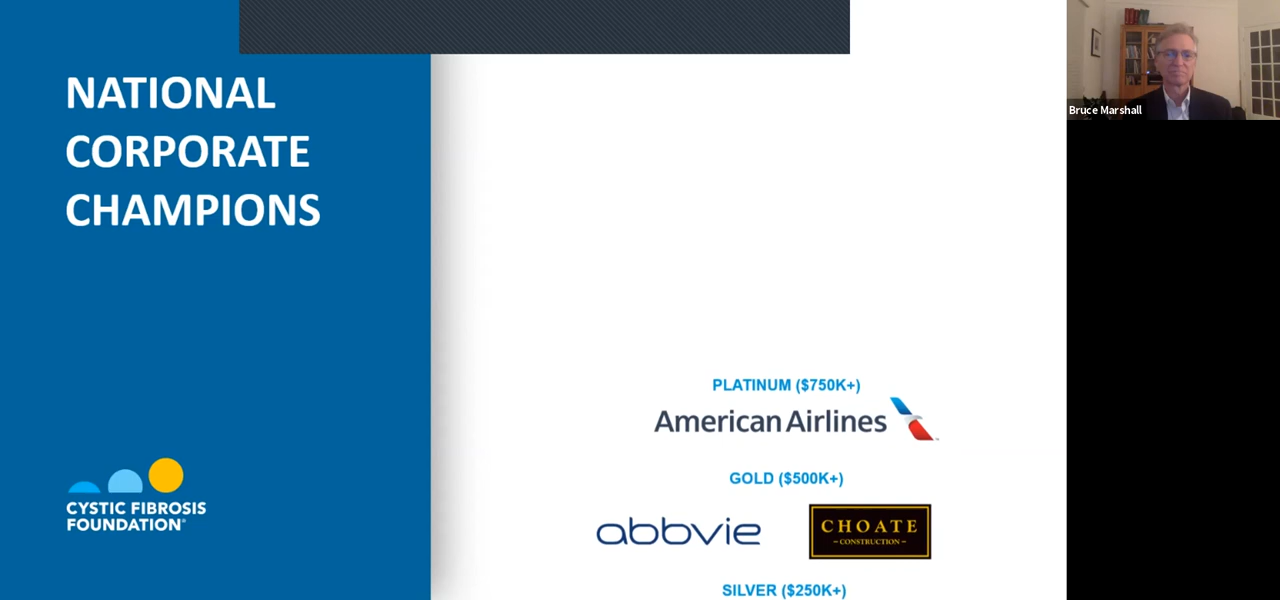 NATIONAL
CORPORATE
CHAMPIONS
CYSTIC FIBROSIS
FOUNDATION®
PLATINUM ($750K+)
American Airlines
GOLD ($500K+)
abbvie
CHOATE
CONSTRUCTION
SILVER ($250K+)
Bruce Marshall